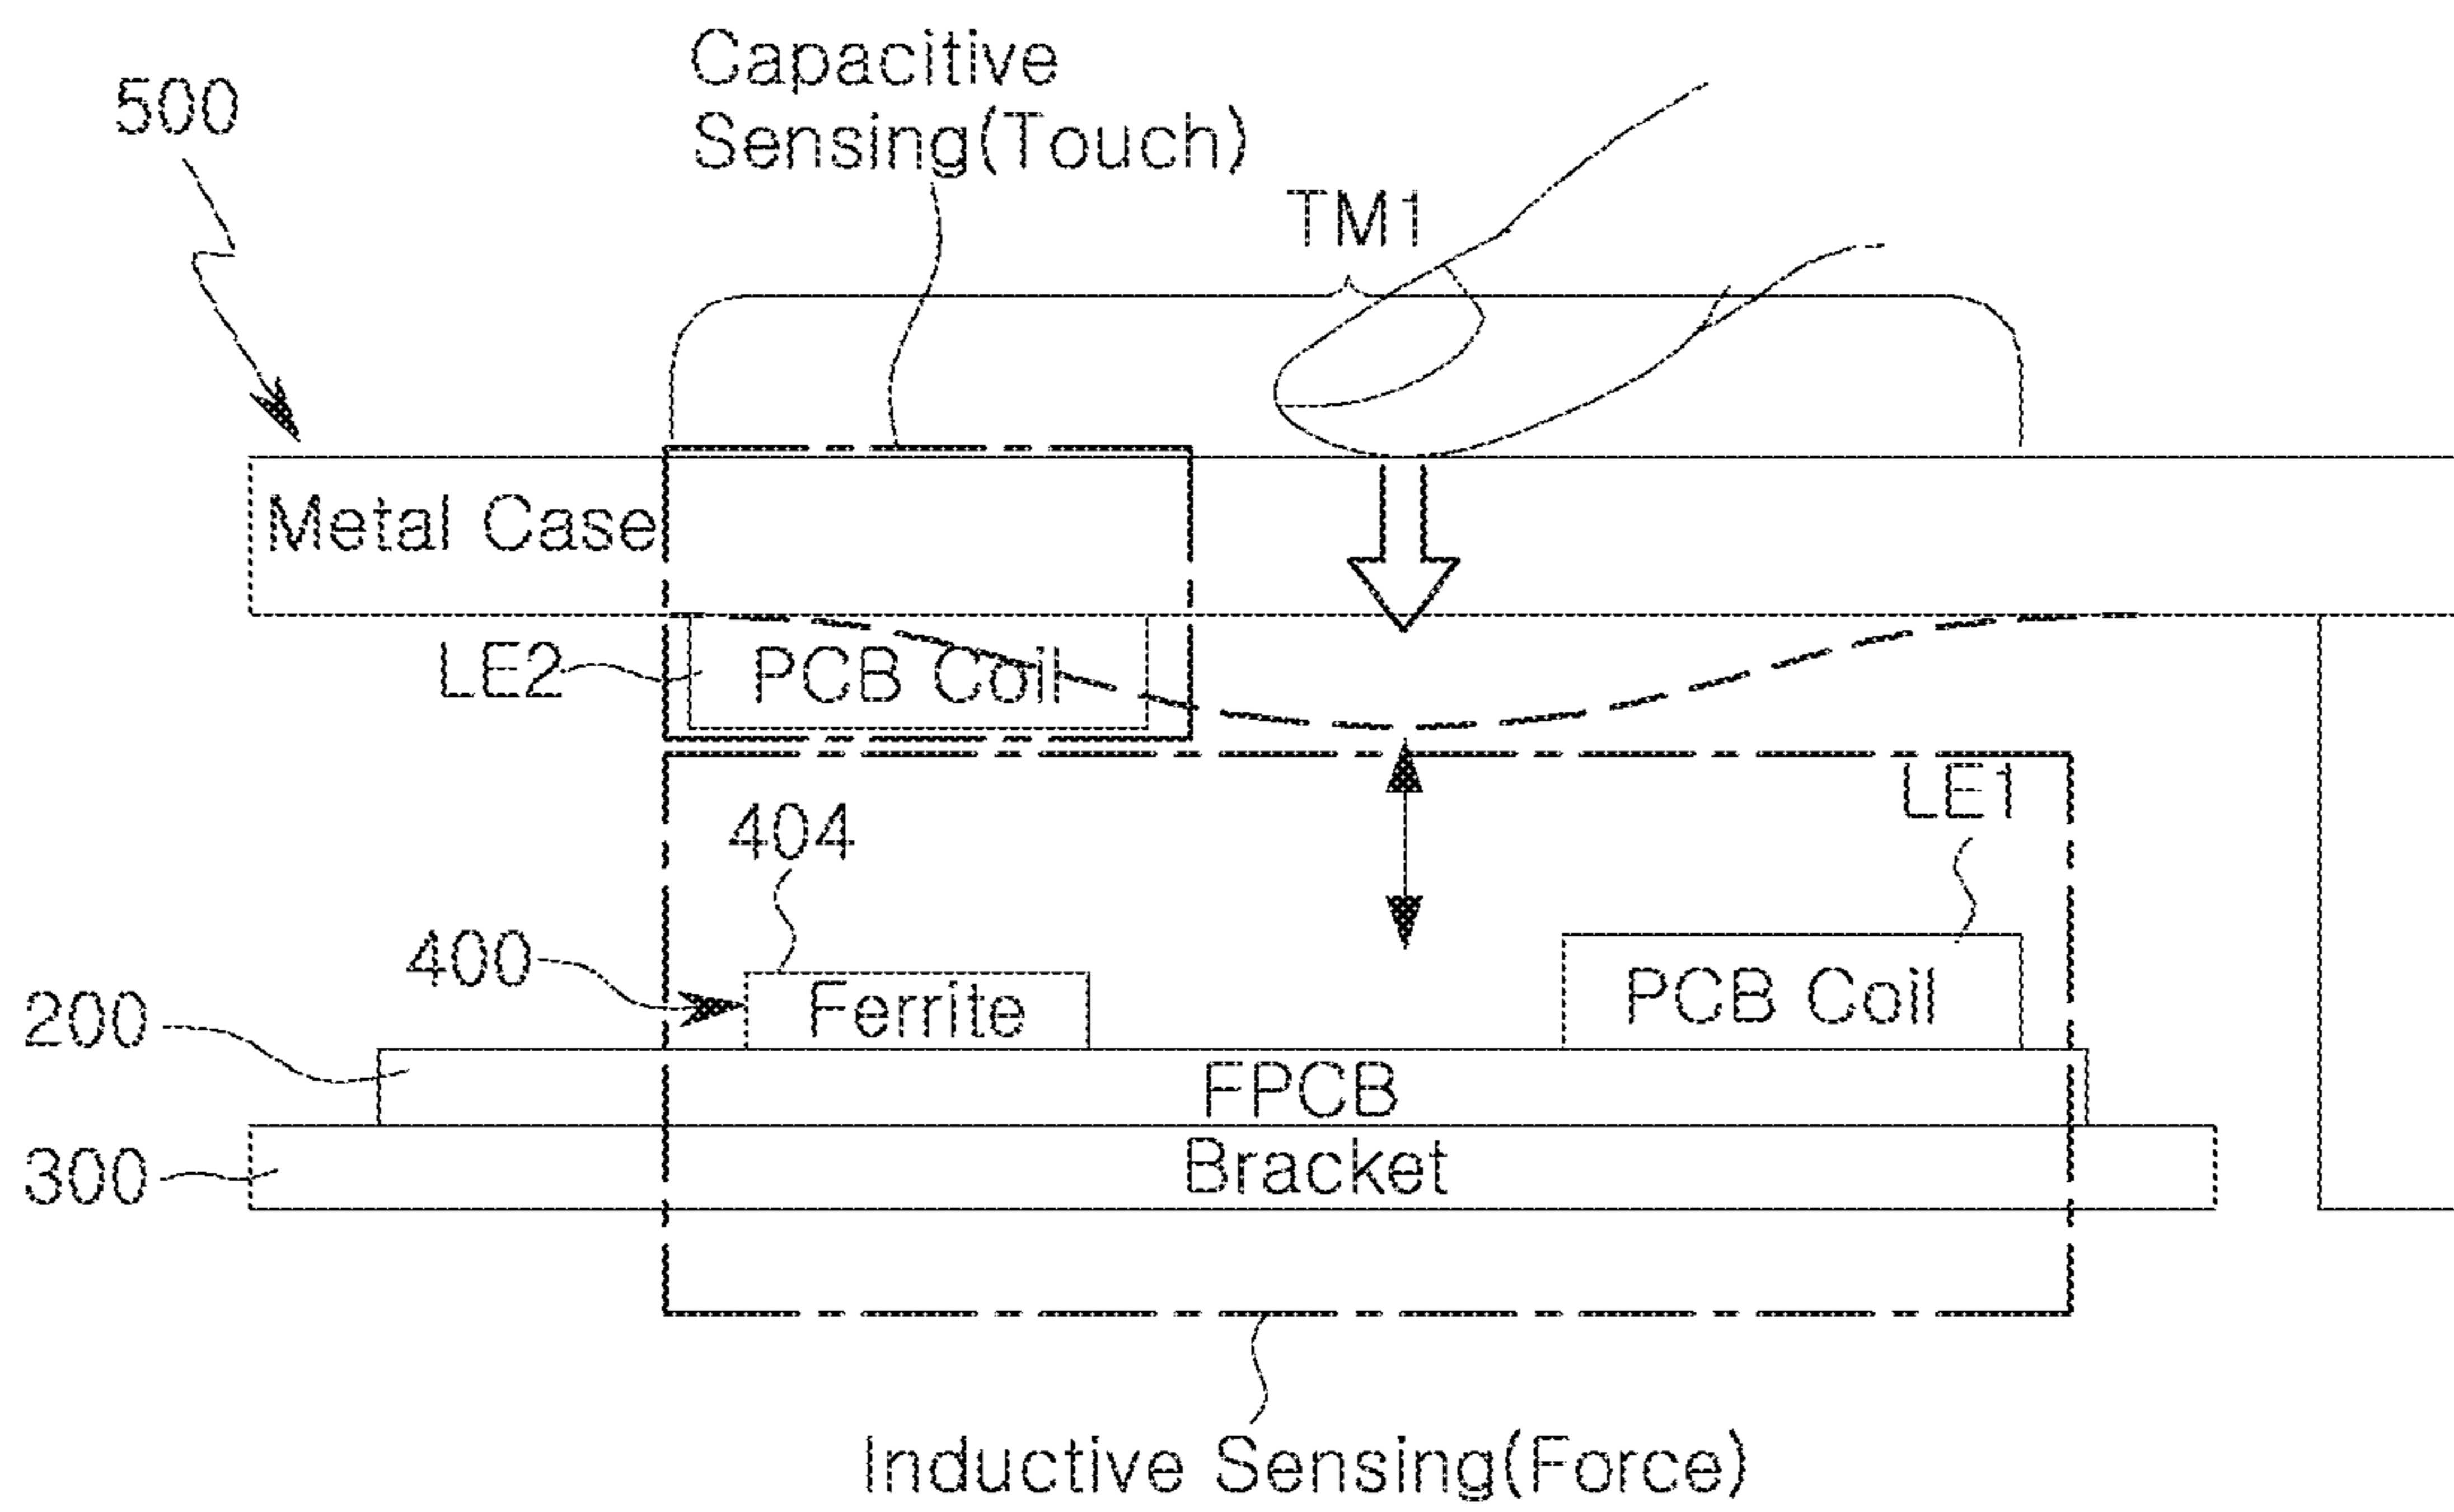 Capacitive
Sensing(Touch)
500
TM1
Metal Case
LE2
PCB Coil
LE1
404
400
Ferrite
PCB Coil
200
FPCB
300
Bracket
Inductive Sensing(Force)